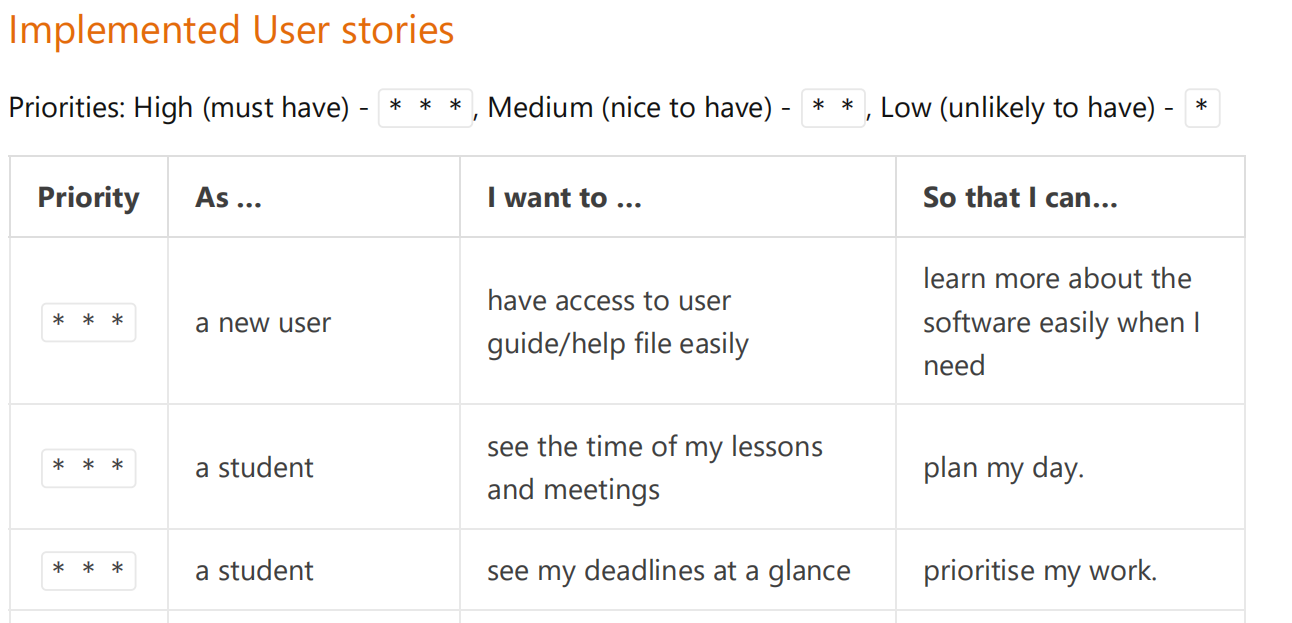 Implemented User stories
Priorities: High (must have) - * * *, Medium (nice to have) - * *, Low (unlikely to have) - *
Priority As ... I want to ... So that I can...
* * * a new user have access to user guide/help file easily learn more about the software easily when I need
* * * a student see the time of my lessons and meetings plan my day.
* * * a student see my deadlines at a glance prioritise my work.